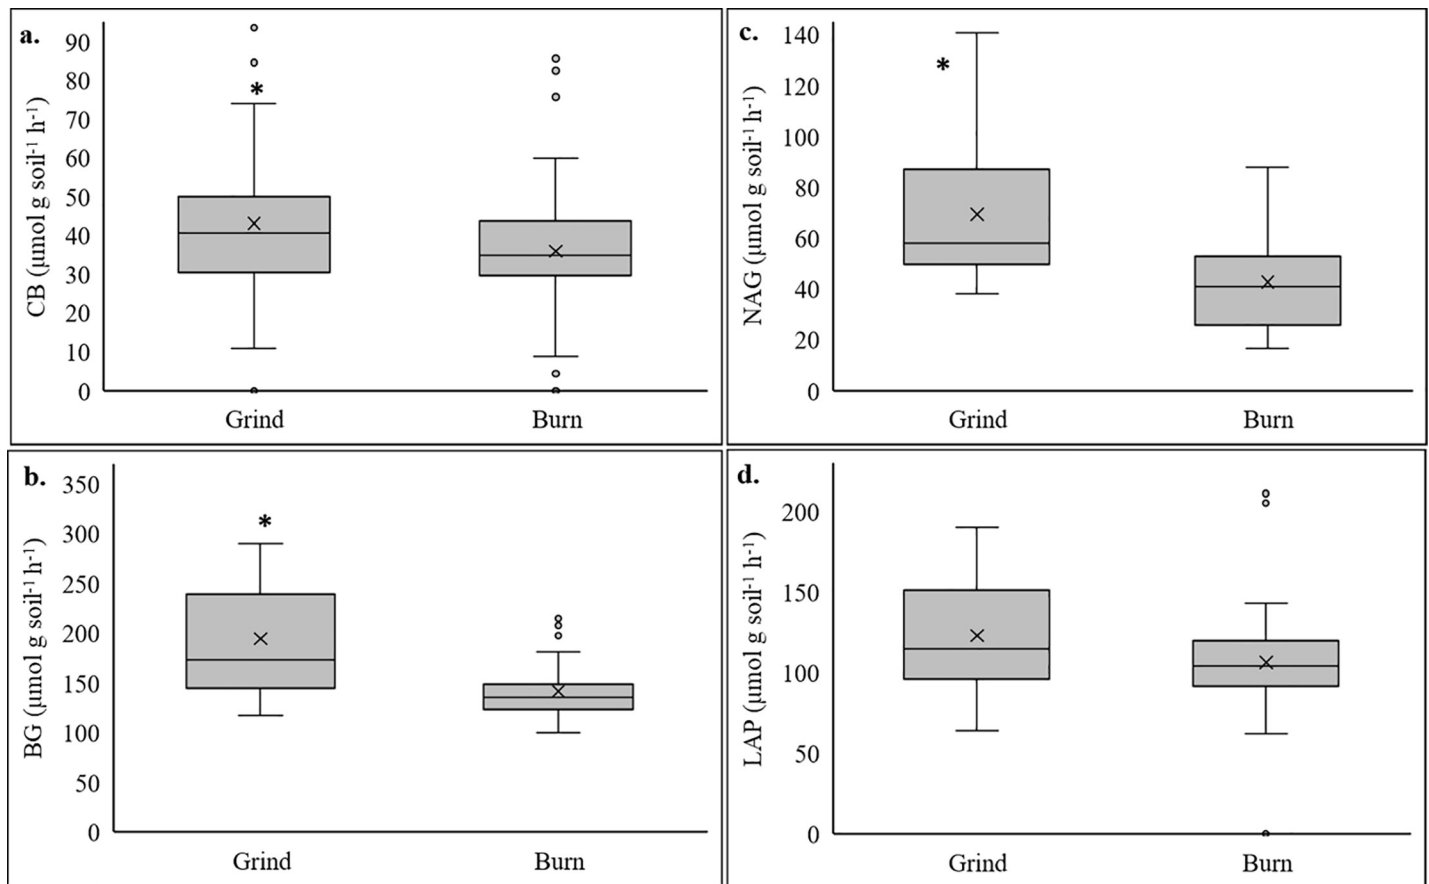 a.
CB (μmol g soil⁻¹ h⁻¹)
90
80
70
60
50
40
30
20
10
0
*
Grind
Burn
c.
NAG (μmol g soil⁻¹ h⁻¹)
140
120
100
80
60
40
20
0
*
Grind
Burn
b.
BG (μmol g soil⁻¹ h⁻¹)
350
300
250
200
150
100
50
0
*
Grind
Burn
d.
LAP (μmol g soil⁻¹ h⁻¹)
200
150
100
50
0
Grind
Burn